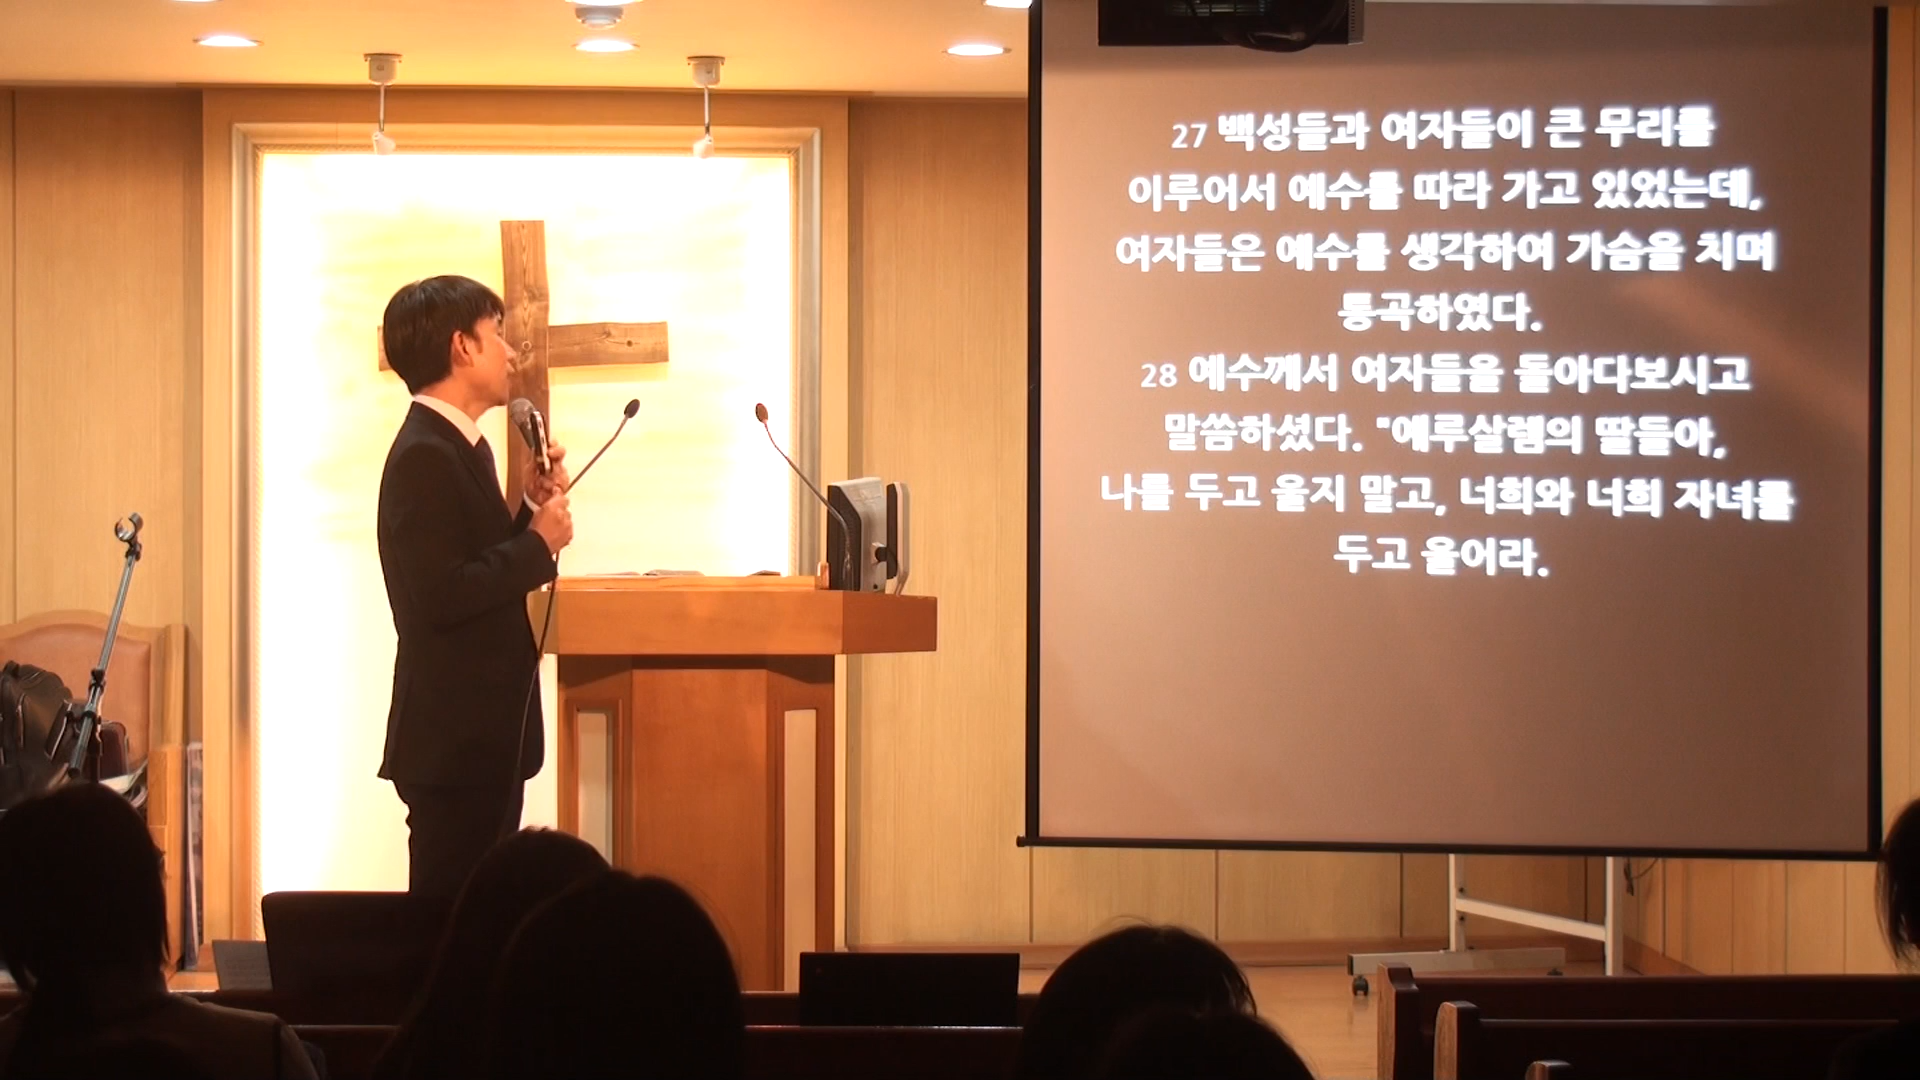 27 백성들과 여자들이 큰 무리를
이루어서 예수를 따라 가고 있었는데,
여자들은 예수를 생각하여 가슴을 치며
통곡하였다.
28 예수께서 여자들을 돌아다보시고
말씀하셨다. "예루살렘의 딸들아,
나를 두고 울지 말고, 너희와 너희 자녀를
두고 울어라.